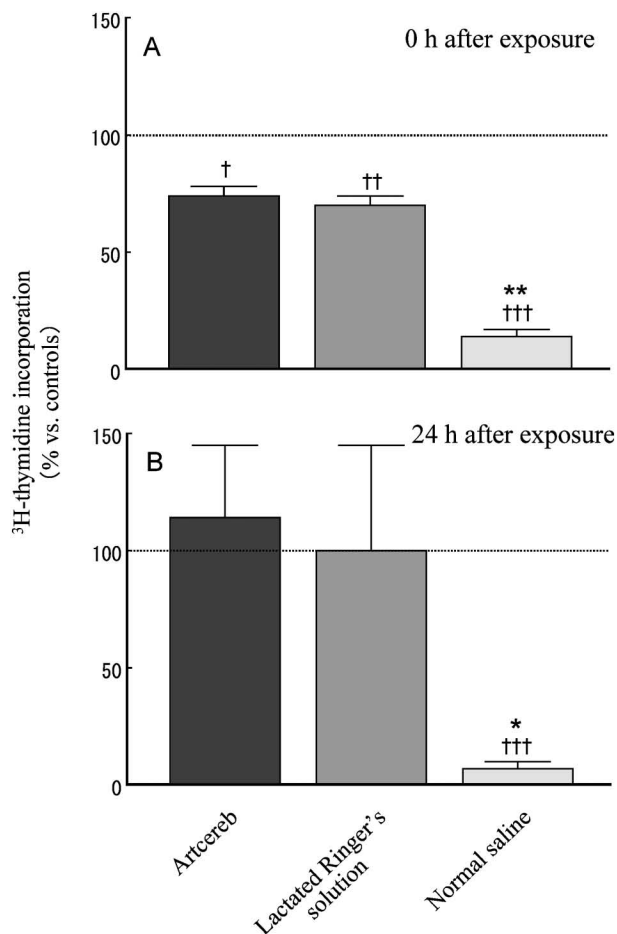 ³H-thymidine incorporation
(% vs. controls)
150
100
50
0
A
0 h after exposure
†
††
**
†††
150
100
50
0
B
24 h after exposure
*
†††
Artcereb
Lactated Ringer's
solution
Normal saline